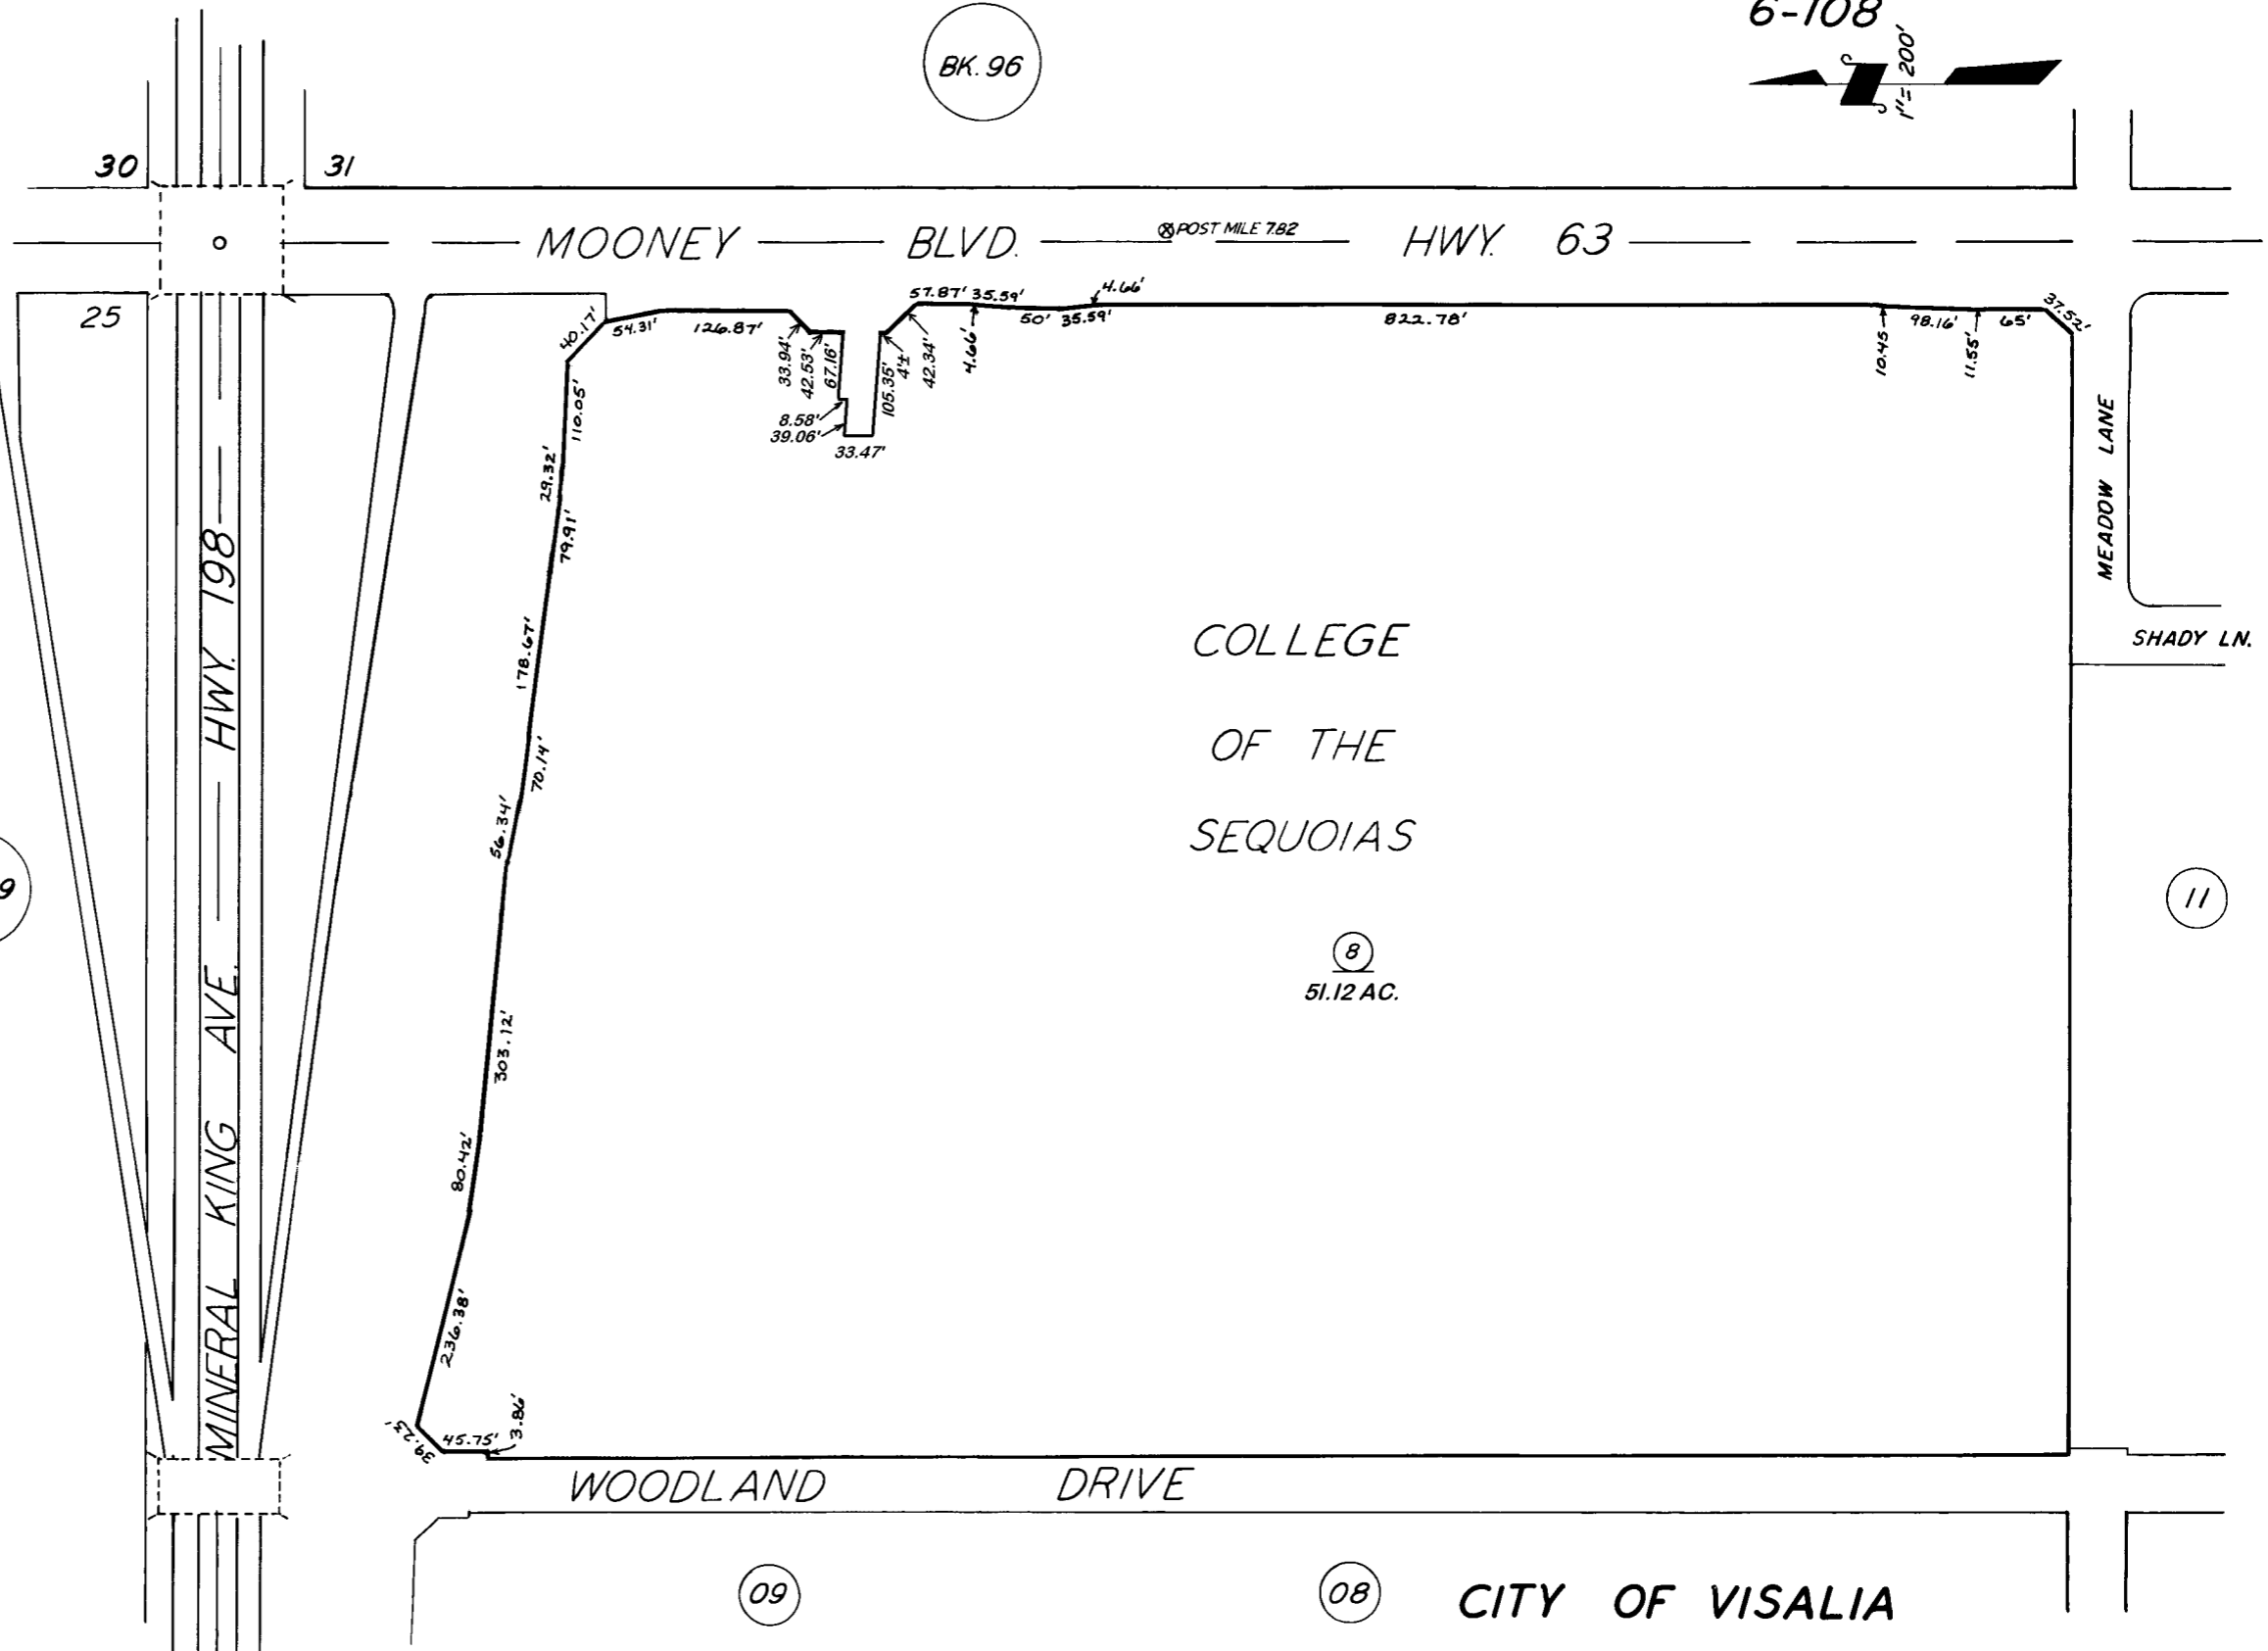 6-108
BK. 96
1"= 200'
30
31
MOONEY BLVD. POST MILE 7.82 HWY. 63
25
57.87' 35.59' 4.66'
40.17' 54.31' 126.87' 50' 35.59' 822.78' 98.16' 65' 37.52'
33.94'
42.53'
67.16'
105.35'
4'±
42.34'
4.66'
10.45
11.55'
8.58'
39.06'
33.47'
110.05'
29.32'
79.91'
178.67'
70.14'
56.34'
303.12'
80.42'
236.38'
39.23'
45.75'
3.86'
HWY. 198
MINERAL KING AVE.
MEADOW LANE
SHADY LN.
COLLEGE
OF THE
SEQUOIAS
8
51.12 AC.
9
11
WOODLAND DRIVE
09
08
CITY OF VISALIA